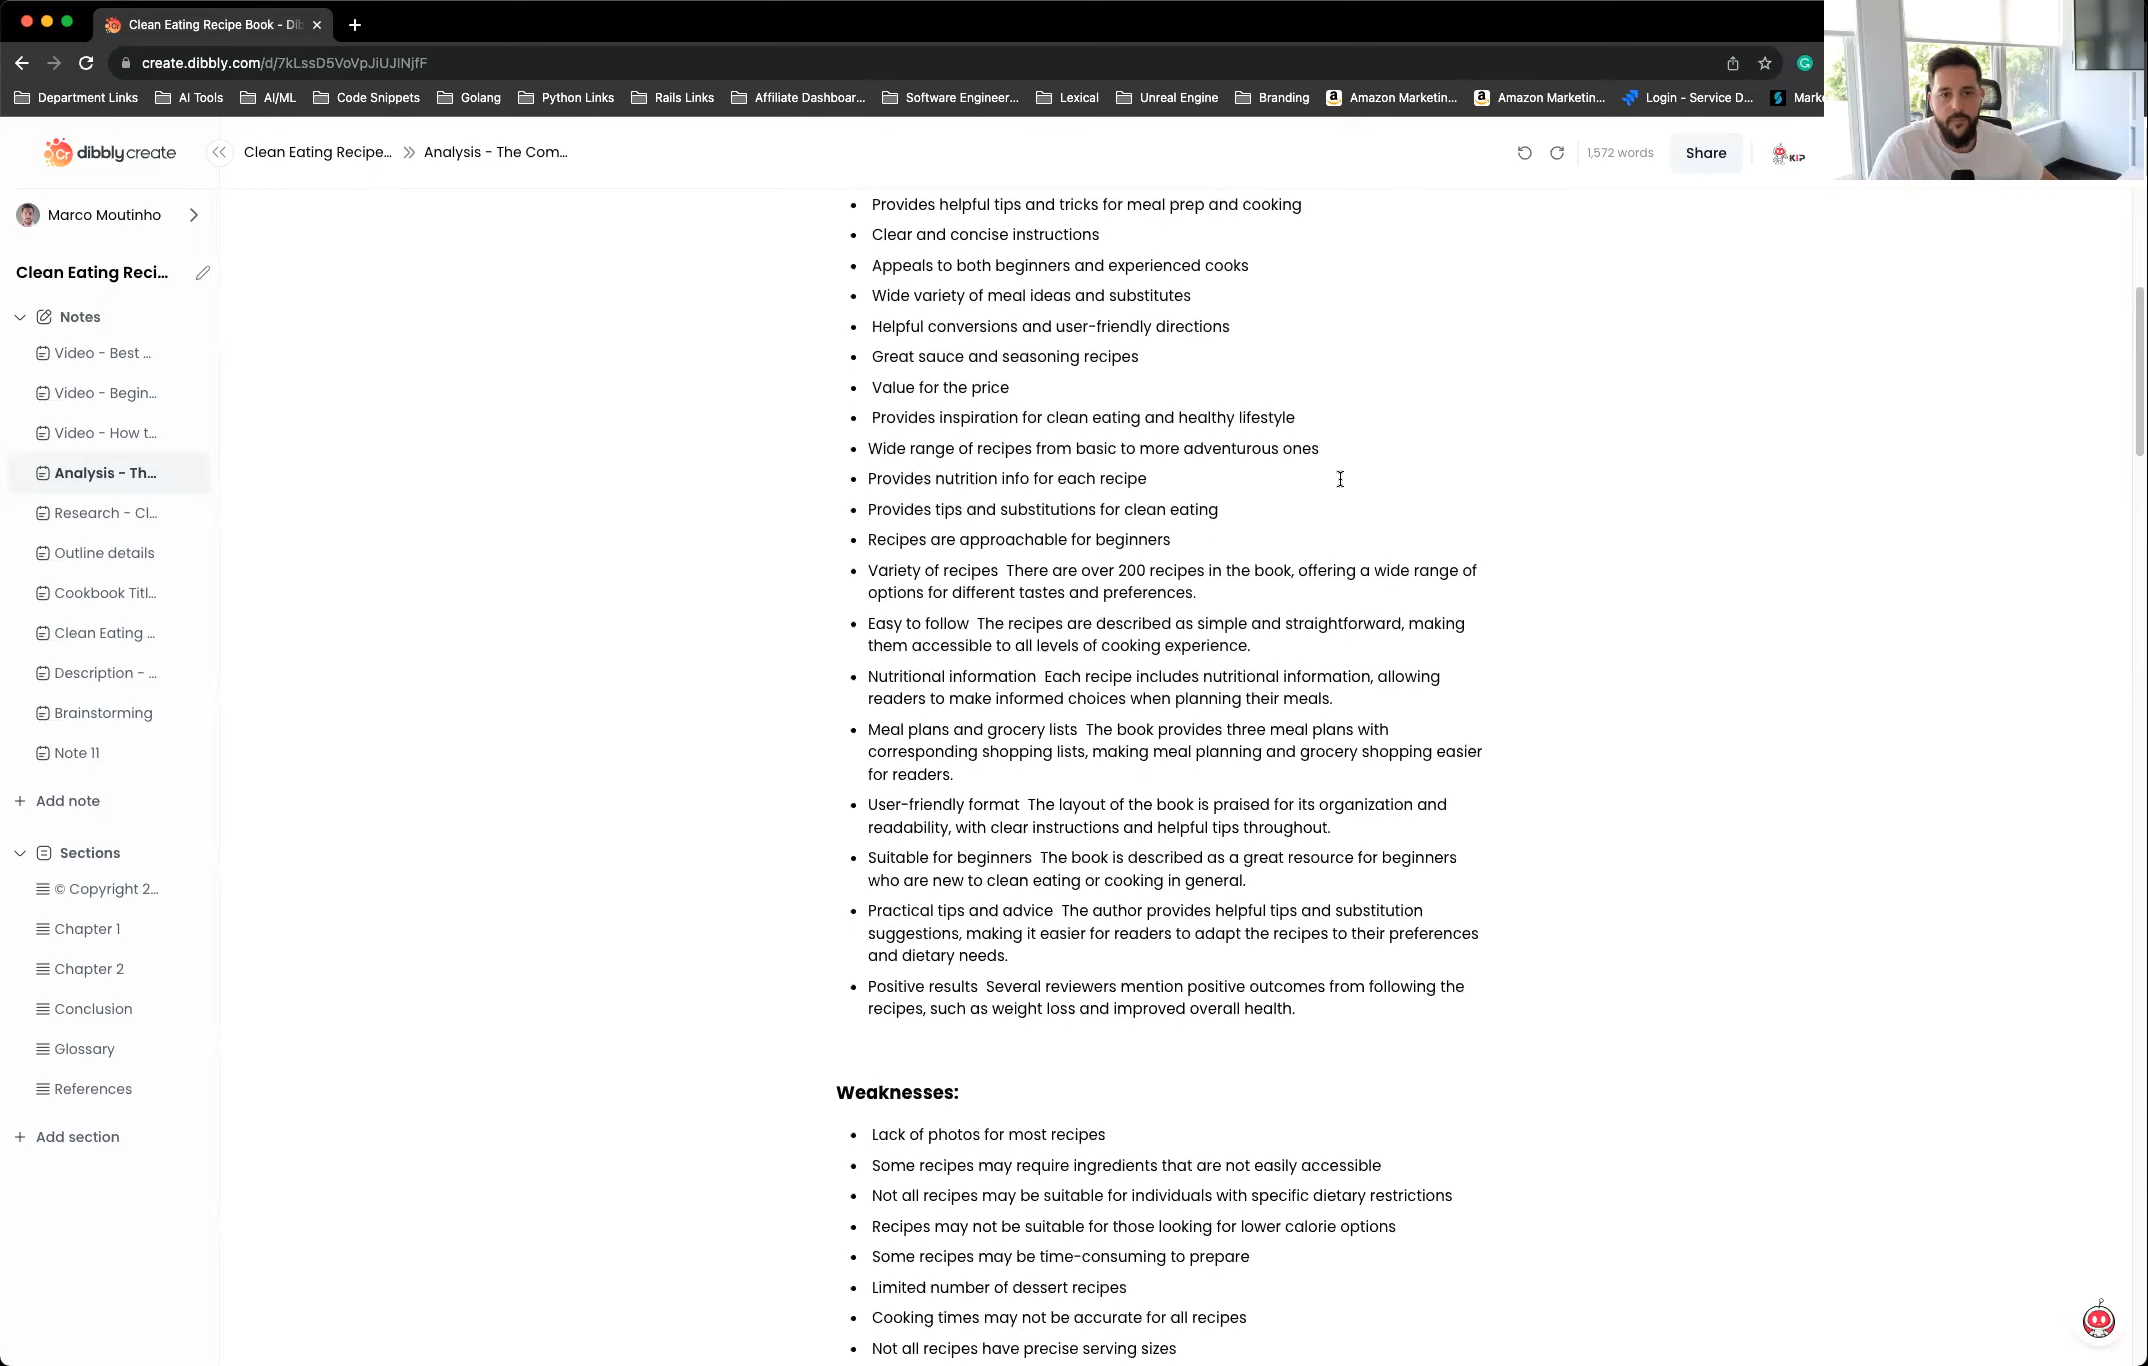 Clean Eating Recipe Book - Dib
create.dibbly.com/d/7kLssD5VoVpJiUJINjfF
Department Links
AI Tools
AI/ML
Code Snippets
Golang
Python Links
Rails Links
Affiliate Dashboar...
Software Engineer...
Lexical
Unreal Engine
Branding
Amazon Marketin...
Amazon Marketin...
Login - Service D...
Marke
Cr dibblycreate
Clean Eating Recipe...
Analysis - The Com...
1,572 words
Share
KIP
Marco Moutinho
Clean Eating Reci...
Notes
Video - Best ...
Video - Begin...
Video - How t...
Analysis - Th...
Research - Cl...
Outline details
Cookbook Titl...
Clean Eating ...
Description - ...
Brainstorming
Note 11
+ Add note
Sections
© Copyright 2...
Chapter 1
Chapter 2
Conclusion
Glossary
References
+ Add section
• Provides helpful tips and tricks for meal prep and cooking
• Clear and concise instructions
• Appeals to both beginners and experienced cooks
• Wide variety of meal ideas and substitutes
• Helpful conversions and user-friendly directions
• Great sauce and seasoning recipes
• Value for the price
• Provides inspiration for clean eating and healthy lifestyle
• Wide range of recipes from basic to more adventurous ones
• Provides nutrition info for each recipe
• Provides tips and substitutions for clean eating
• Recipes are approachable for beginners
• Variety of recipes  There are over 200 recipes in the book, offering a wide range of
options for different tastes and preferences.
• Easy to follow  The recipes are described as simple and straightforward, making
them accessible to all levels of cooking experience.
• Nutritional information  Each recipe includes nutritional information, allowing
readers to make informed choices when planning their meals.
• Meal plans and grocery lists  The book provides three meal plans with
corresponding shopping lists, making meal planning and grocery shopping easier
for readers.
• User-friendly format  The layout of the book is praised for its organization and
readability, with clear instructions and helpful tips throughout.
• Suitable for beginners  The book is described as a great resource for beginners
who are new to clean eating or cooking in general.
• Practical tips and advice  The author provides helpful tips and substitution
suggestions, making it easier for readers to adapt the recipes to their preferences
and dietary needs.
• Positive results  Several reviewers mention positive outcomes from following the
recipes, such as weight loss and improved overall health.
Weaknesses:
• Lack of photos for most recipes
• Some recipes may require ingredients that are not easily accessible
• Not all recipes may be suitable for individuals with specific dietary restrictions
• Recipes may not be suitable for those looking for lower calorie options
• Some recipes may be time-consuming to prepare
• Limited number of dessert recipes
• Cooking times may not be accurate for all recipes
• Not all recipes have precise serving sizes